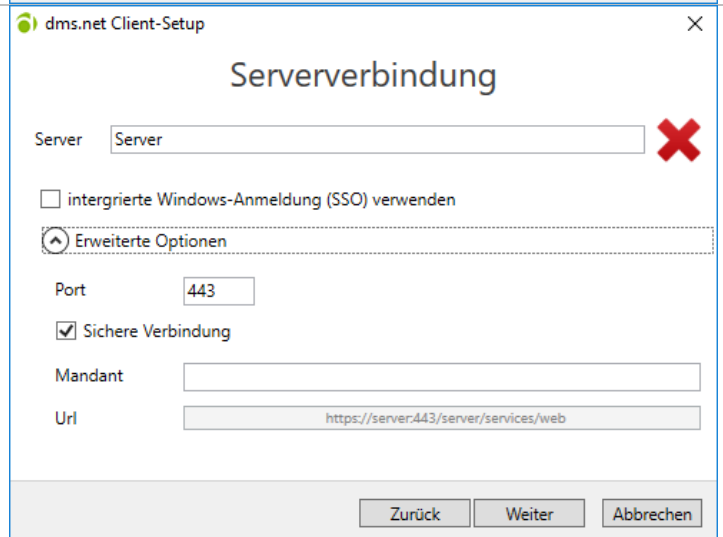 dms.net Client-Setup
Serververbindung
Server Server
intergrierte Windows-Anmeldung (SSO) verwenden
Erweiterte Optionen
Port 443
Sichere Verbindung
Mandant
Url https://server:443/server/services/web
Zurück Weiter Abbrechen